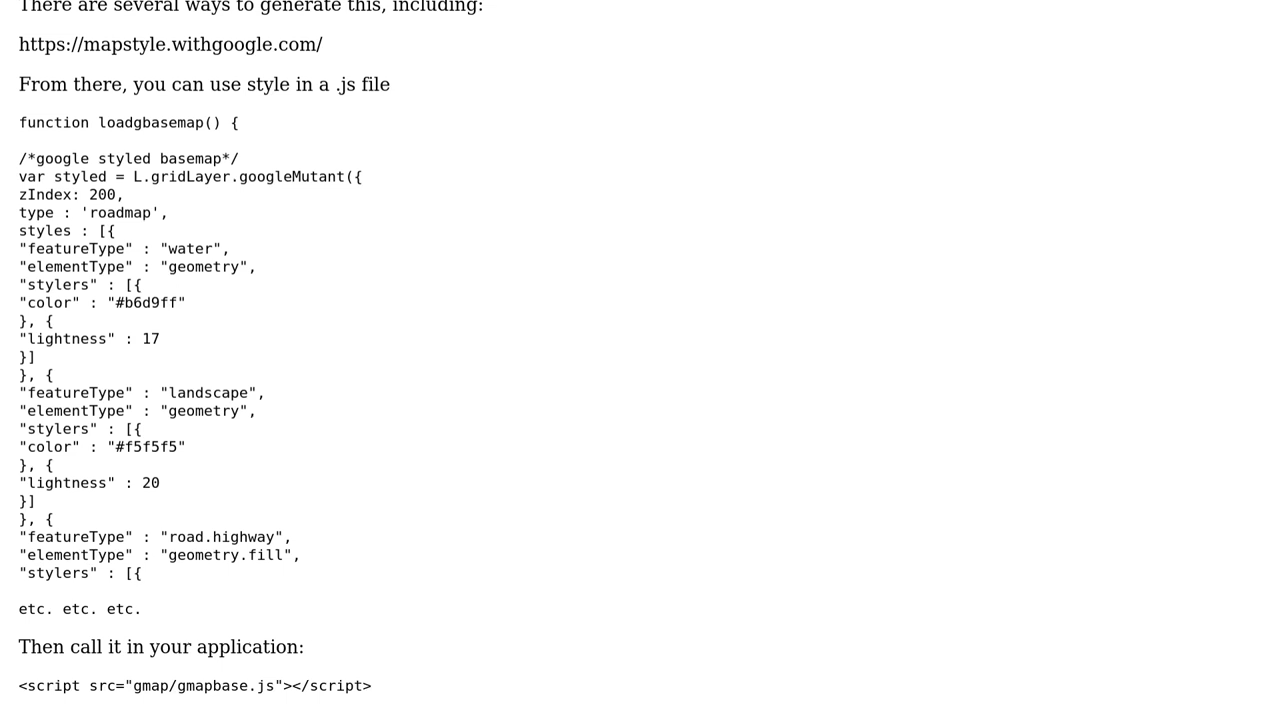 There are several ways to generate this, including:
https://mapstyle.withgoogle.com/
From there, you can use style in a .js file
function loadgbasemap() {
/*google styled basemap*/
var styled = L.gridLayer.googleMutant({
zIndex: 200,
type : 'roadmap',
styles : [{
"featureType" : "water",
"elementType" : "geometry",
"stylers" : [{
"color" : "#b6d9ff"
}, {
"lightness" : 17
}]
}, {
"featureType" : "landscape",
"elementType" : "geometry",
"stylers" : [{
"color" : "#f5f5f5"
}, {
"lightness" : 20
}]
}, {
"featureType" : "road.highway",
"elementType" : "geometry.fill",
"stylers" : [{
etc. etc. etc.
Then call it in your application:
<script src="gmap/gmapbase.js"></script>